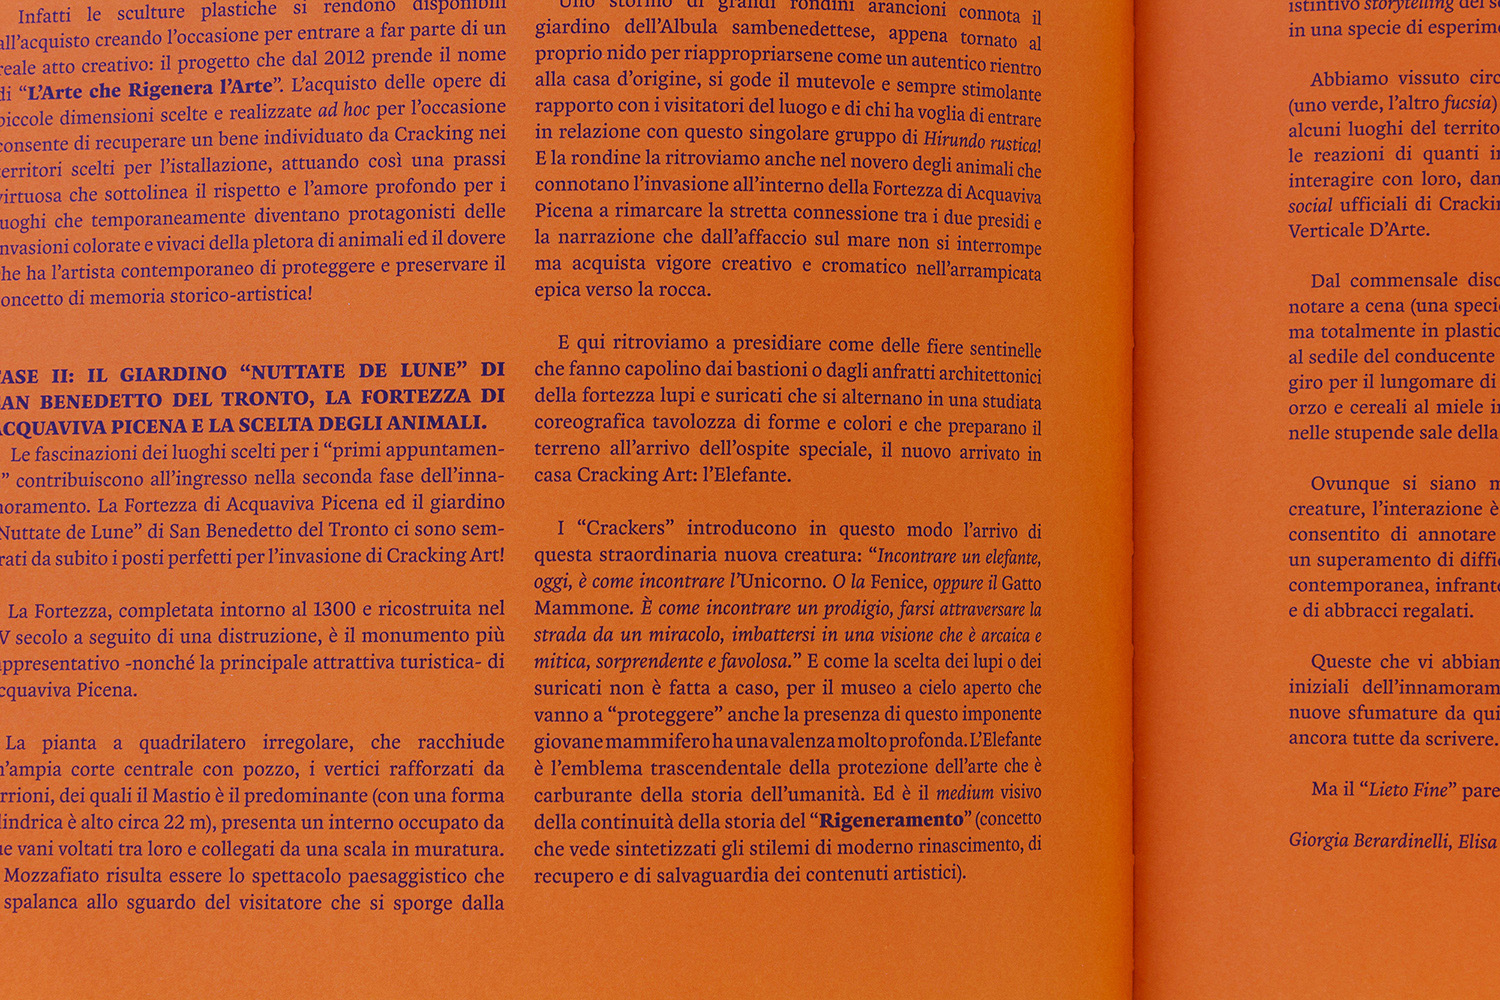 Infatti le sculture plastiche si rendono disponibili
all’acquisto creando l’occasione per entrare a far parte di un
reale atto creativo: il progetto che dal 2012 prende il nome
di “L’Arte che Rigenera l’Arte”. L’acquisto delle opere di
piccole dimensioni scelte e realizzate ad hoc per l’occasione
consente di recuperare un bene individuato da Cracking nei
territori scelti per l’istallazione, attuando così una prassi
virtuosa che sottolinea il rispetto e l’amore profondo per i
luoghi che temporaneamente diventano protagonisti delle
invasioni colorate e vivaci della pletora di animali ed il dovere
che ha l’artista contemporaneo di proteggere e preservare il
concetto di memoria storico-artistica!
FASE II: IL GIARDINO “NUTTATE DE LUNE” DI
SAN BENEDETTO DEL TRONTO, LA FORTEZZA DI
ACQUAVIVA PICENA E LA SCELTA DEGLI ANIMALI.
Le fascinazioni dei luoghi scelti per i “primi appuntamen-
” contribuiscono all’ingresso nella seconda fase dell’inna-
moramento. La Fortezza di Acquaviva Picena ed il giardino
“Nuttate de Lune” di San Benedetto del Tronto ci sono sem-
rati da subito i posti perfetti per l’invasione di Cracking Art!
La Fortezza, completata intorno al 1300 e ricostruita nel
V secolo a seguito di una distruzione, è il monumento più
appresentativo -nonché la principale attrattiva turistica- di
cquaviva Picena.
La pianta a quadrilatero irregolare, che racchiude
n’ampia corte centrale con pozzo, i vertici rafforzati da
rrioni, dei quali il Mastio è il predominante (con una forma
lindrica è alto circa 22 m), presenta un interno occupato da
ue vani voltati tra loro e collegati da una scala in muratura.
Mozzafiato risulta essere lo spettacolo paesaggistico che
spalanca allo sguardo del visitatore che si sporge dalla
Uno stormo di grandi rondini arancioni connota il
giardino dell’Albula sambenedettese, appena tornato al
proprio nido per riappropriarsene come un autentico rientro
alla casa d’origine, si gode il mutevole e sempre stimolante
rapporto con i visitatori del luogo e di chi ha voglia di entrare
in relazione con questo singolare gruppo di Hirundo rustica!
E la rondine la ritroviamo anche nel novero degli animali che
connotano l’invasione all’interno della Fortezza di Acquaviva
Picena a rimarcare la stretta connessione tra i due presidi e
la narrazione che dall’affaccio sul mare non si interrompe
ma acquista vigore creativo e cromatico nell’arrampicata
epica verso la rocca.
E qui ritroviamo a presidiare come delle fiere sentinelle
che fanno capolino dai bastioni o dagli anfratti architettonici
della fortezza lupi e suricati che si alternano in una studiata
coreografica tavolozza di forme e colori e che preparano il
terreno all’arrivo dell’ospite speciale, il nuovo arrivato in
casa Cracking Art: l’Elefante.
I “Crackers” introducono in questo modo l’arrivo di
questa straordinaria nuova creatura: “Incontrare un elefante,
oggi, è come incontrare l’Unicorno. O la Fenice, oppure il Gatto
Mammone. È come incontrare un prodigio, farsi attraversare la
strada da un miracolo, imbattersi in una visione che è arcaica e
mitica, sorprendente e favolosa.” E come la scelta dei lupi o dei
suricati non è fatta a caso, per il museo a cielo aperto che
vanno a “proteggere” anche la presenza di questo imponente
giovane mammifero ha una valenza molto profonda. L’Elefante
è l’emblema trascendentale della protezione dell’arte che è
carburante della storia dell’umanità. Ed è il medium visivo
della continuità della storia del “Rigeneramento” (concetto
che vede sintetizzati gli stilemi di moderno rinascimento, di
recupero e di salvaguardia dei contenuti artistici).
istintivo storytelling del
in una specie di esperim
Abbiamo vissuto circ
(uno verde, l’altro fucsia)
alcuni luoghi del territo
le reazioni di quanti in
interagire con loro, dan
social ufficiali di Crackin
Verticale D’Arte.
Dal commensale disc
notare a cena (una speci
ma totalmente in plastic
al sedile del conducente
giro per il lungomare di
orzo e cereali al miele in
nelle stupende sale della
Ovunque si siano m
creature, l’interazione è
consentito di annotare
un superamento di diffi
contemporanea, infrante
e di abbracci regalati.
Queste che vi abbiam
iniziali dell’innamoram
nuove sfumature da qui
ancora tutte da scrivere.
Ma il “Lieto Fine” pare
Giorgia Berardinelli, Elisa